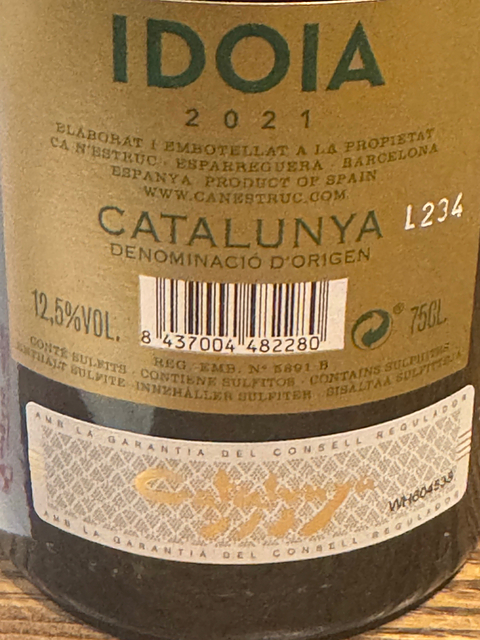 IDOIA
2021
ELABORAT I EMBOTELLAT A LA PROPIETAT
CA N'ESTRUC · ESPARREGUERA · BARCELONA
ESPANYA PRODUCT OF SPAIN
WWW.CANESTRUC.COM
CATALUNYA L234
DENOMINACIÓ D'ORIGEN
12,5%VOL. 75CL.
8 437004 482280
REG. EMB. Nº 5891 B
CONTÉ SULFITS · CONTIENE SULFITOS · CONTAINS SULPHITES
ENTHÄLT SULFITE · INNEHÅLLER SULFITER · SISÄLTÄÄ SULFIITTEJA
AMB LA GARANTIA DEL CONSELL REGULADOR
Catalunya
WH604535
AMB LA GARANTIA DEL CONSELL REGULADOR